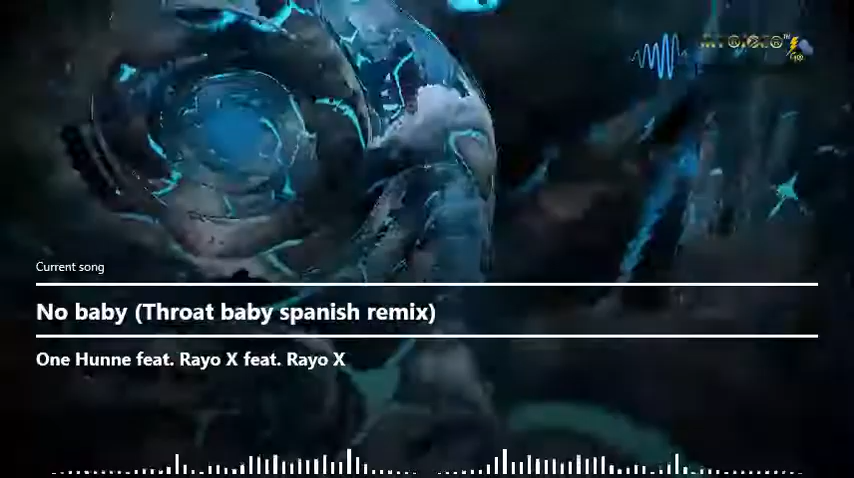 Current song
No baby (Throat baby spanish remix)
One Hunne feat. Rayo X feat. Rayo X